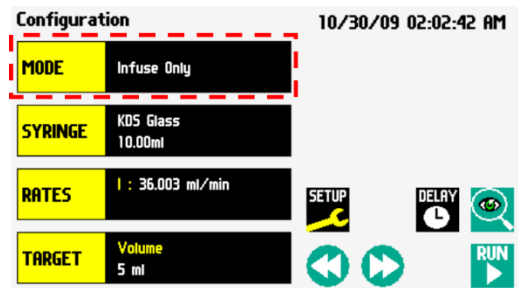 Configuration
10/30/09 02:02:42 AM
MODE
Infuse Only
SYRINGE
KDS Glass
10.00ml
RATES
I : 36.003 ml/min
SETUP
DELAY
TARGET
Volume
5 ml
RUN